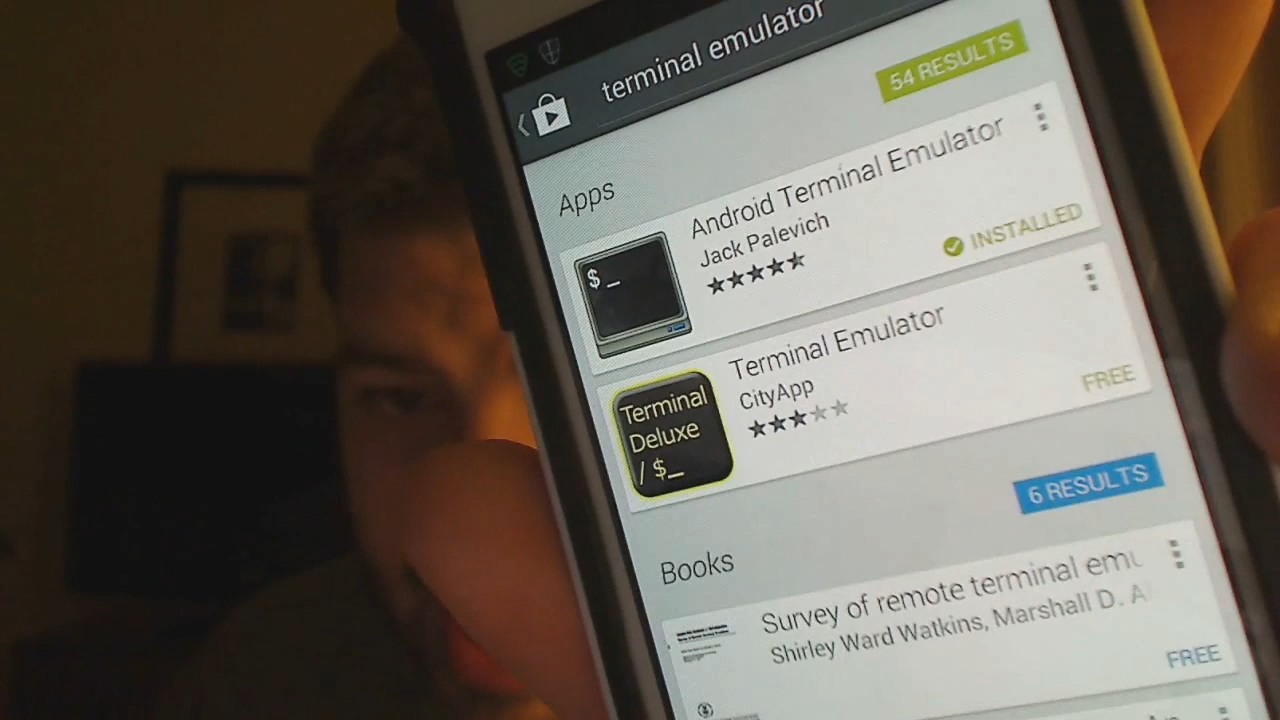 terminal emulator
54 RESULTS
Apps
$_
Android Terminal Emulator
Jack Palevich
INSTALLED
Terminal
Deluxe
/ $_
Terminal Emulator
CityApp
FREE
6 RESULTS
Books
Survey of remote terminal emu
Shirley Ward Watkins, Marshall D. A
FREE